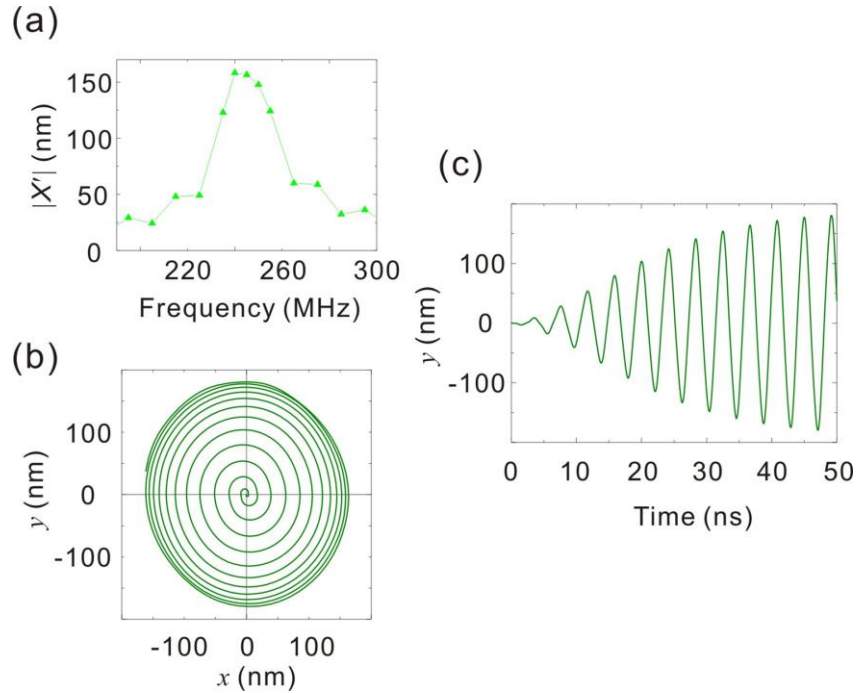 (a)
150
100
50
0
|X'| (nm)
220 260 300
Frequency (MHz)
(b)
100
0
-100
y (nm)
-100 0 100
x (nm)
(c)
100
0
-100
y (nm)
0 10 20 30 40 50
Time (ns)